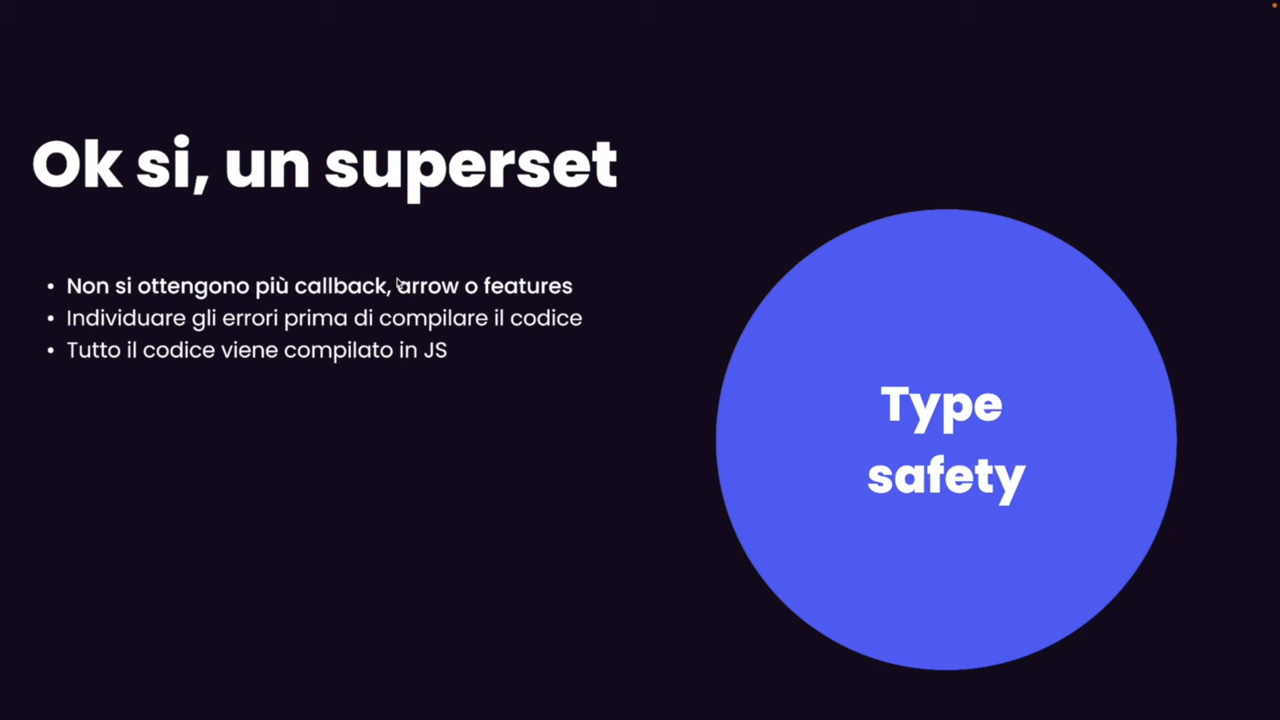 Ok si, un superset
• Non si ottengono più callback, arrow o features
• Individuare gli errori prima di compilare il codice
• Tutto il codice viene compilato in JS
Type
safety